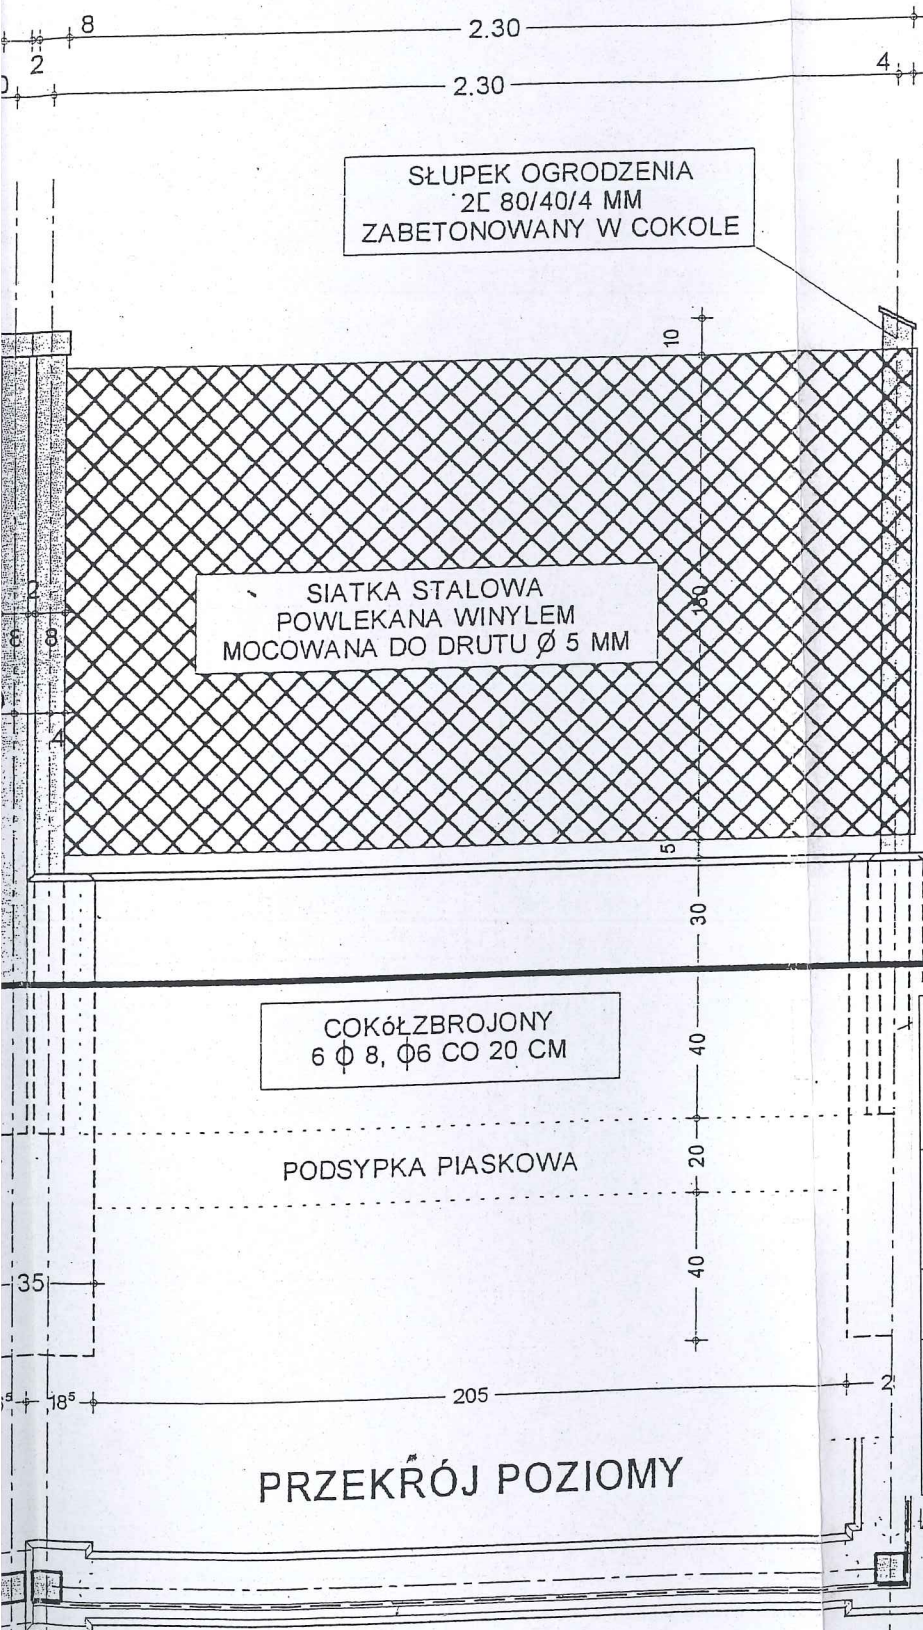 8
2.30
2
2.30
4
SŁUPEK OGRODZENIA
2[ 80/40/4 MM
ZABETONOWANY W COKOLE
10
SIATKA STALOWA
POWLEKANA WINYLEM
MOCOWANA DO DRUTU Ø 5 MM
2
8
4
5
30
COKóŁZBROJONY
6 ϕ 8, ϕ6 CO 20 CM
40
PODSYPKA PIASKOWA
20
40
35
18⁵
205
2
PRZEKRÓJ POZIOMY